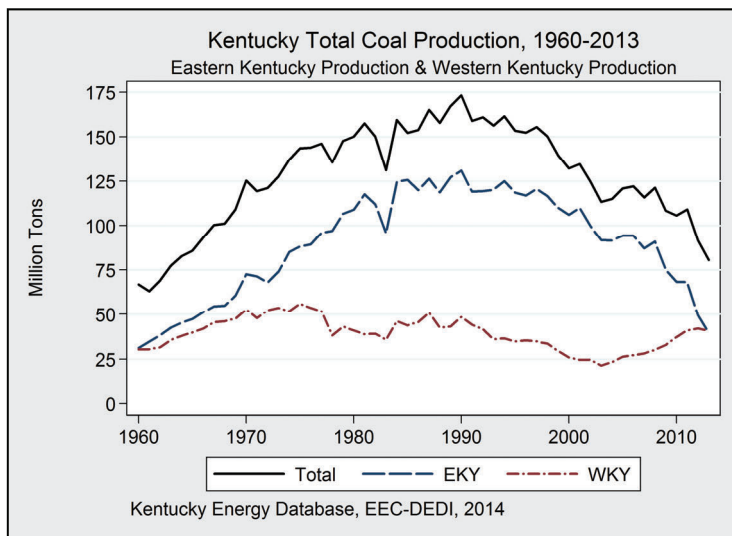 Kentucky Total Coal Production, 1960-2013
Eastern Kentucky Production & Western Kentucky Production
Million Tons
175
150
125
100
75
50
25
0
1960 1970 1980 1990 2000 2010
Total EKY WKY
Kentucky Energy Database, EEC-DEDI, 2014